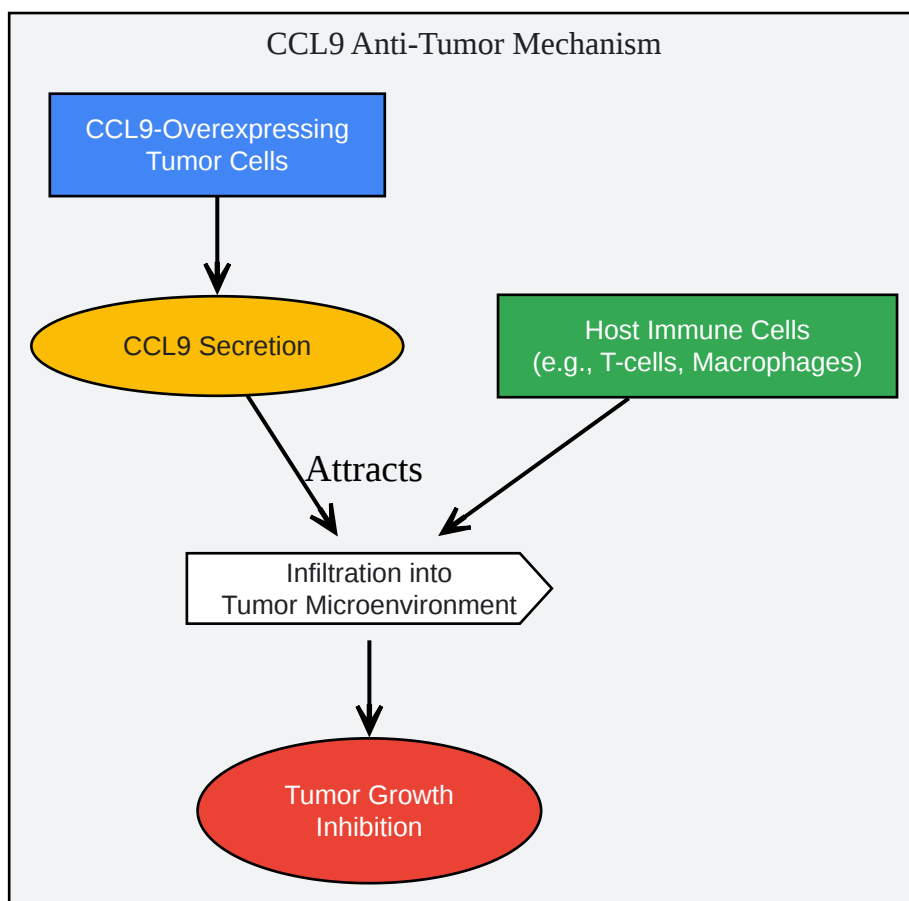 CCL9 Anti-Tumor Mechanism
CCL9-Overexpressing
Tumor Cells
CCL9 Secretion
Host Immune Cells
(e.g., T-cells, Macrophages)
Attracts
Infiltration into
Tumor Microenvironment
Tumor Growth
Inhibition